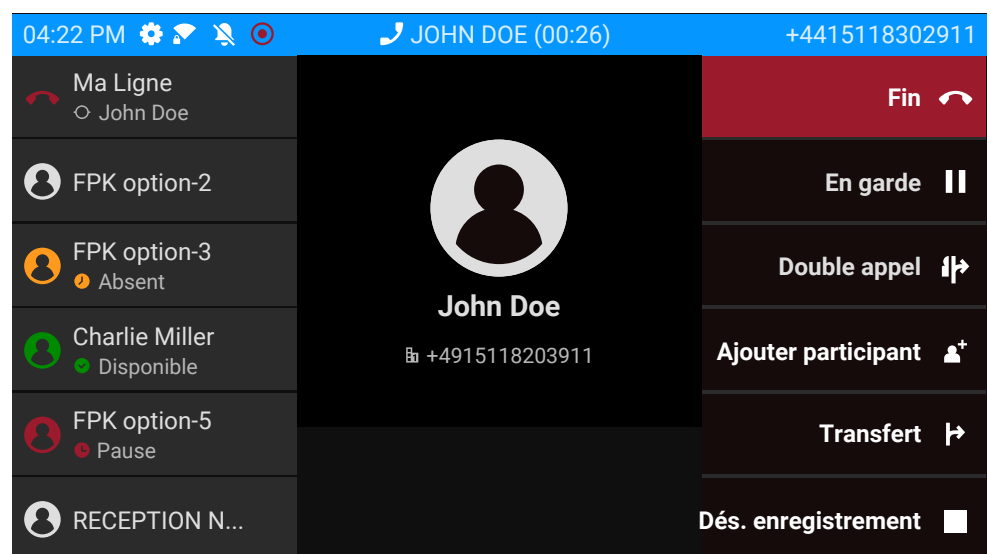 04:22 PM
JOHN DOE (00:26)
+4415118302911
Ma Ligne
John Doe
FPK option-2
FPK option-3
Absent
Charlie Miller
Disponible
FPK option-5
Pause
RECEPTION N...
John Doe
+4915118203911
Fin
En garde
Double appel
Ajouter participant
Transfert
Dés. enregistrement